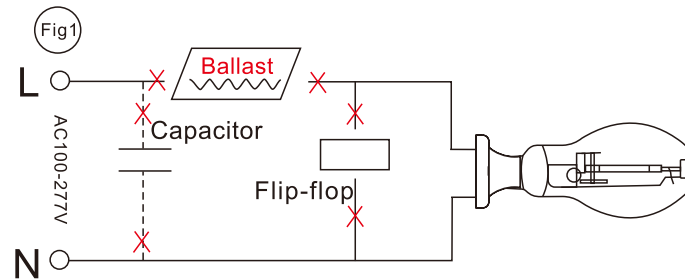 Fig1
Ballast
L
Capacitor
AC100-277V
Flip-flop
N